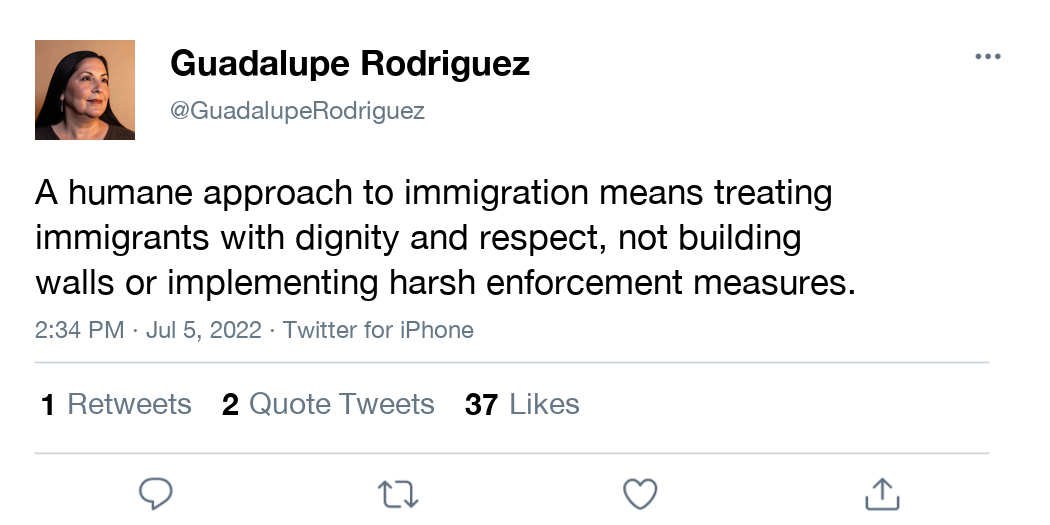 Guadalupe Rodriguez
@GuadalupeRodriguez
A humane approach to immigration means treating
immigrants with dignity and respect, not building
walls or implementing harsh enforcement measures.
2:34 PM · Jul 5, 2022 · Twitter for iPhone
1 Retweets 2 Quote Tweets 37 Likes